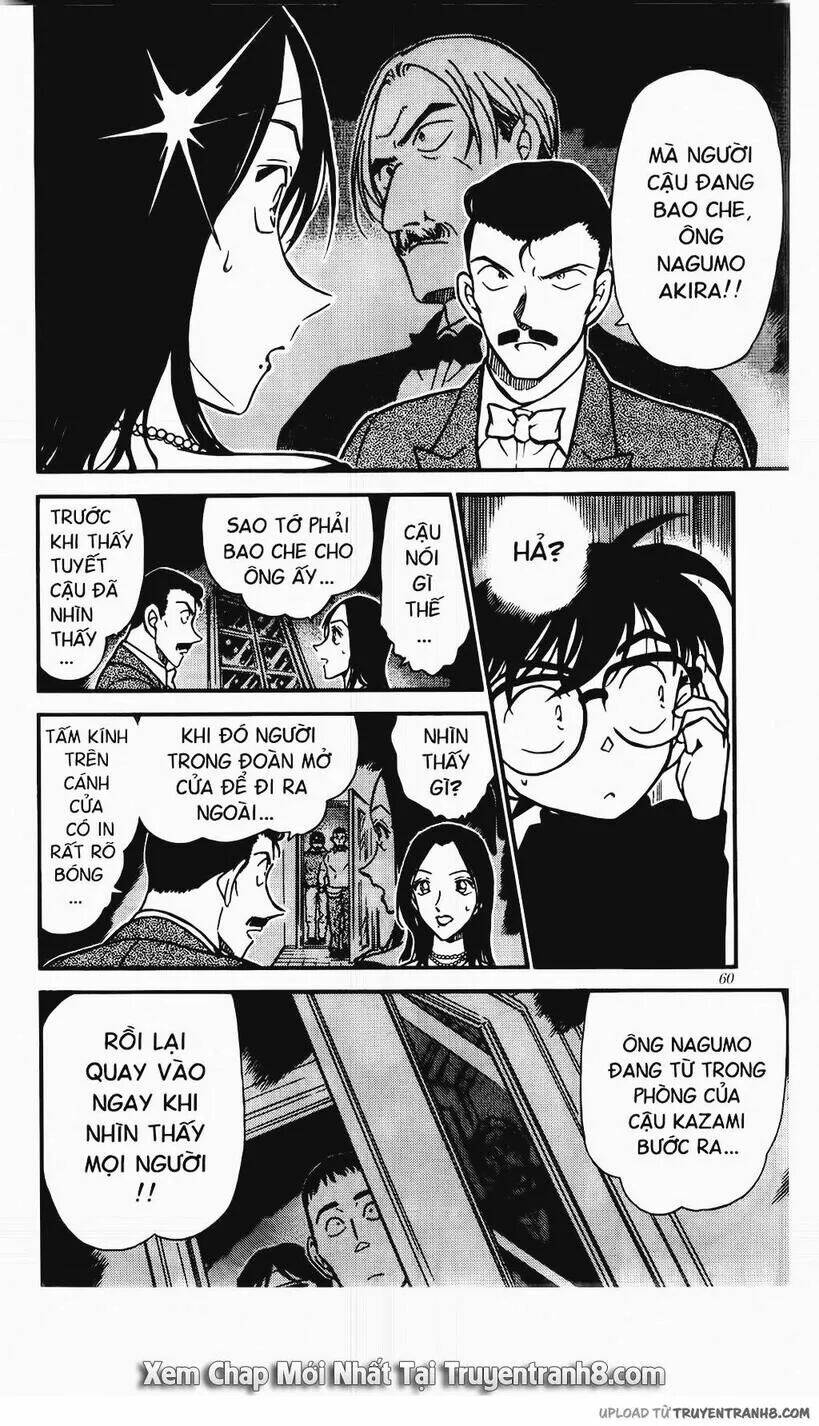 MÀ NGƯỜI
CẬU ĐANG
BAO CHE,
ÔNG
NAGUMO
AKIRA!!
HẢ?
CẬU
NÓI
GÌ
THẾ
...
SAO TỚ PHẢI
BAO CHE CHO
ÔNG ẤY...
TRƯỚC
KHI THẤY
TUYẾT
CẬU ĐÃ
NHÌN
THẤY
...
NHÌN
THẤY
GÌ?
KHI ĐÓ NGƯỜI
TRONG ĐOÀN MỞ
CỬA ĐỂ ĐI RA
NGOÀI...
TẤM KÍNH
TRÊN
CÁNH
CỬA
CÓ IN
RẤT RÕ
BÓNG
...
60
ÔNG NAGUMO
ĐANG TỪ TRONG
PHÒNG CỦA
CẬU KAZAMI
BƯỚC RA...
RỒI LẠI
QUAY VÀO
NGAY KHI
NHÌN THẤY
MỌI NGƯỜI
!!
Xem Chap Mới Nhất Tại Truyentranh8.com
UPLOAD TỪ TRUYENTRANH8.COM